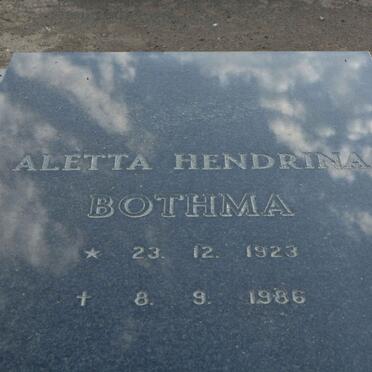 ALETTA HENDRINA
BOTHMA
★ 23. 12. 1923
✝ 8. 9. 1986